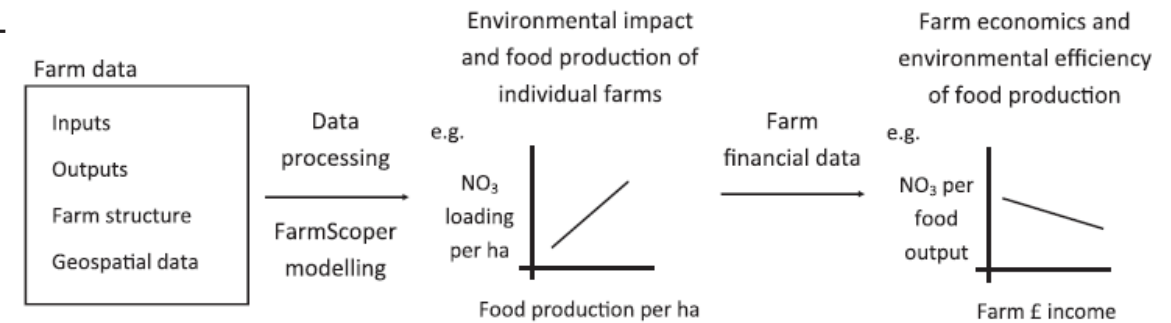 Farm data
Inputs
Outputs
Farm structure
Geospatial data
Data
processing
FarmScoper
modelling
Environmental impact
and food production of
individual farms
e.g.
NO₃
loading
per ha
Food production per ha
Farm
financial data
Farm economics and
environmental efficiency
of food production
e.g.
NO₃ per
food
output
Farm £ income